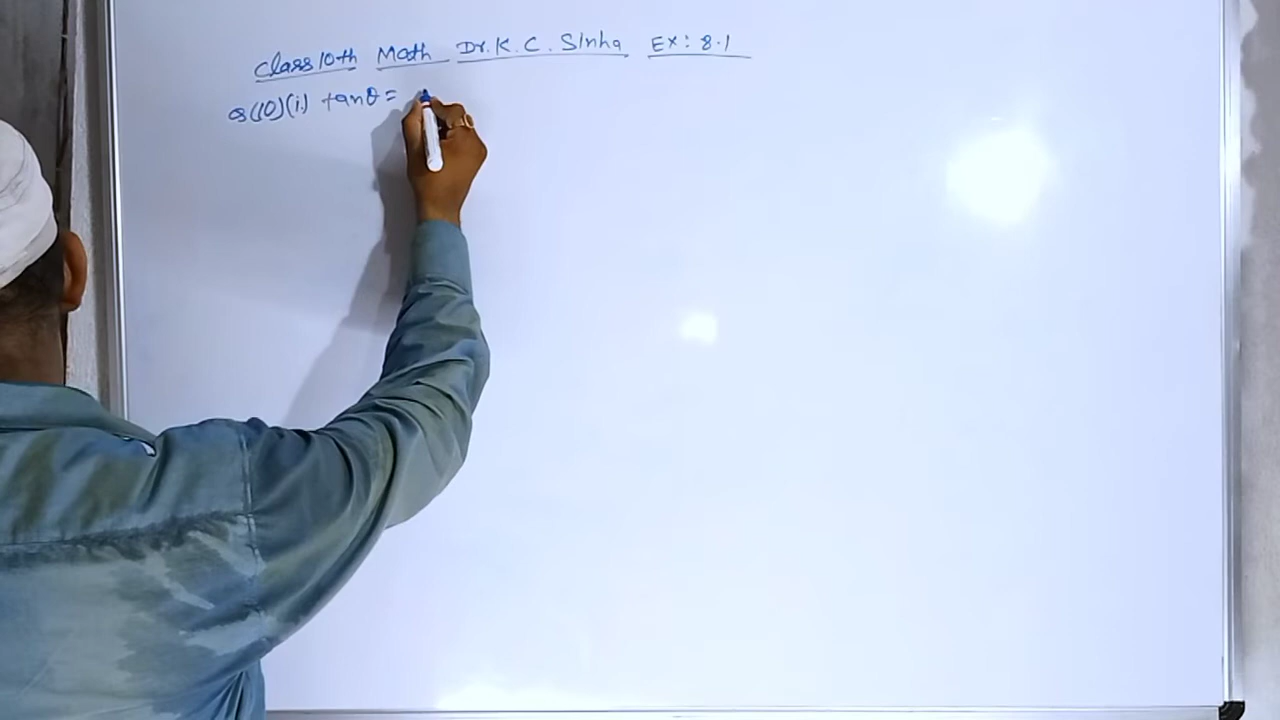 Class 10th Math Dr. K. C. Sinha Ex: 8.1
Q(10)(i) tanθ =